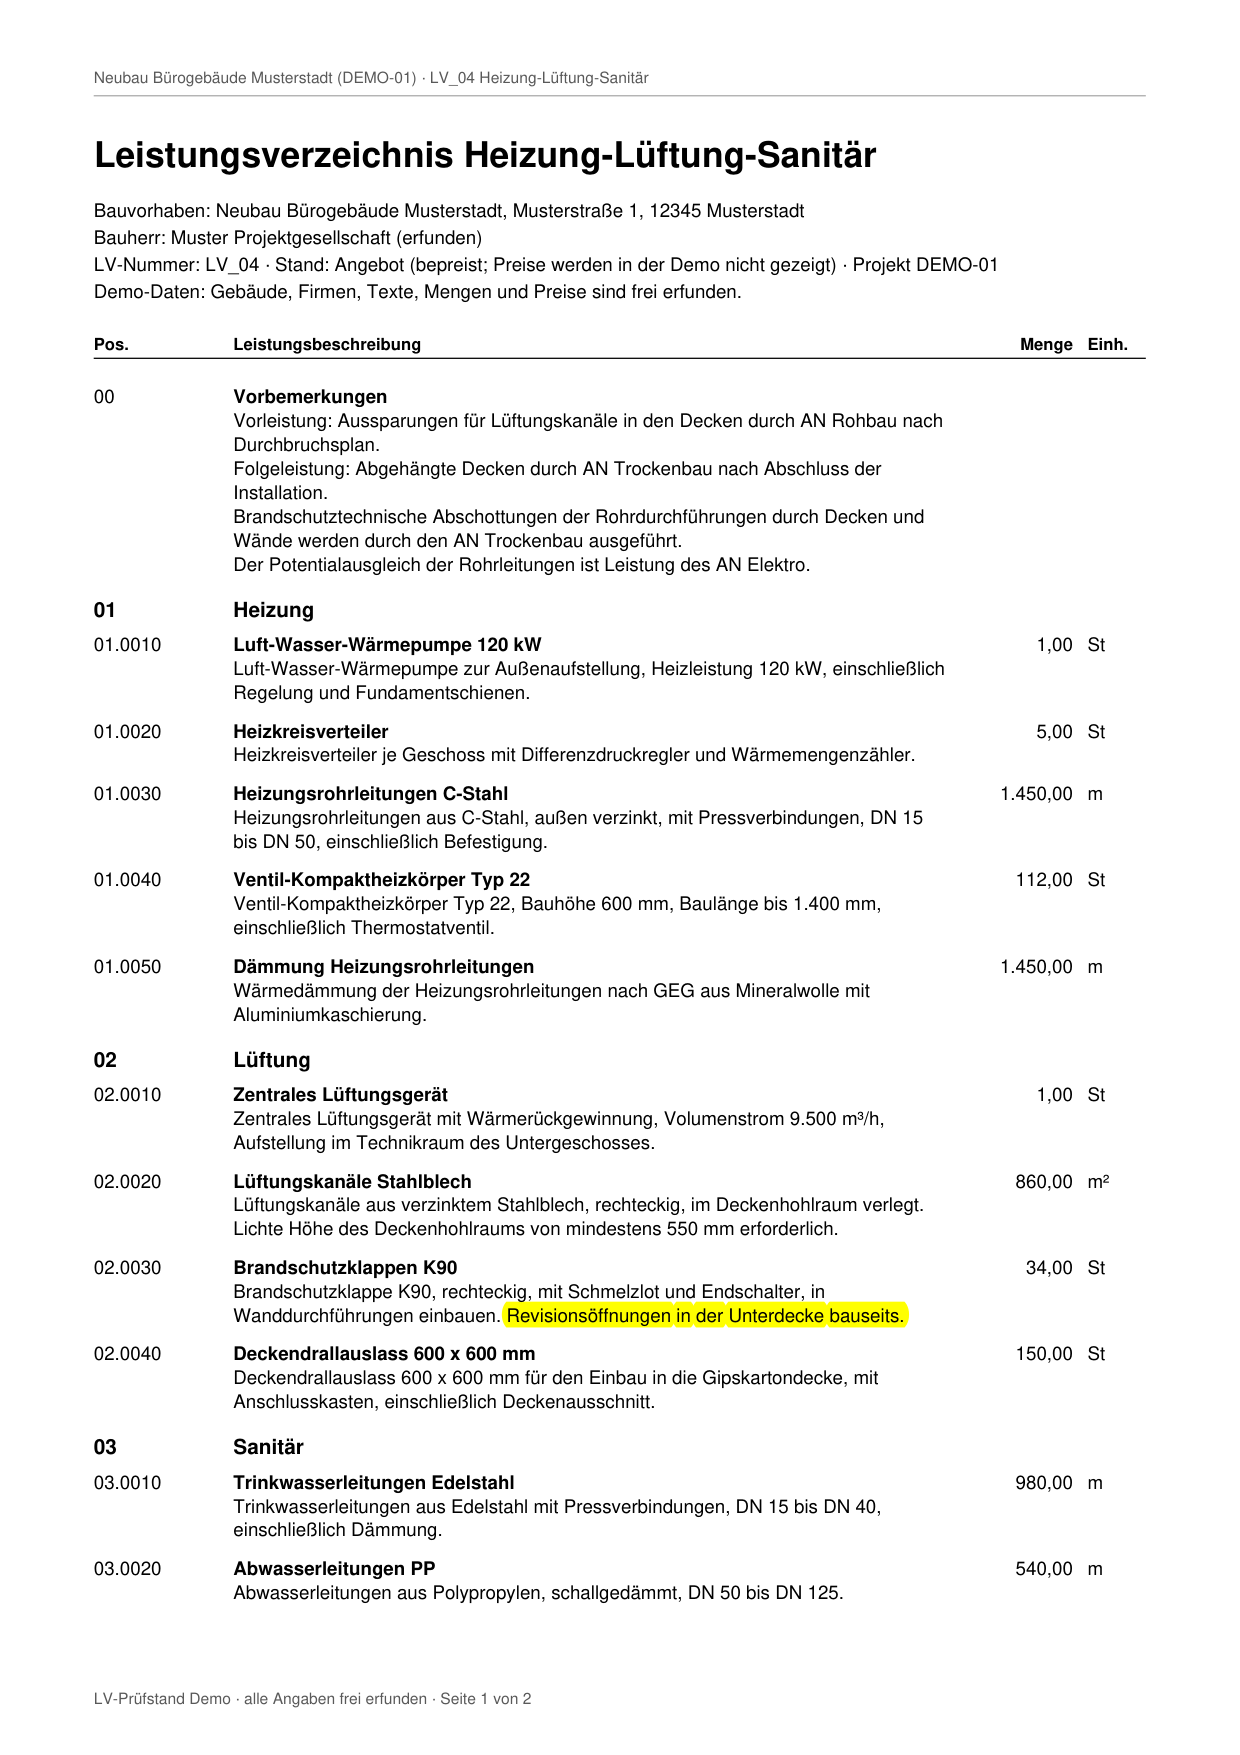 Neubau Bürogebäude Musterstadt (DEMO-01) · LV_04 Heizung-Lüftung-Sanitär
Leistungsverzeichnis Heizung-Lüftung-Sanitär
Bauvorhaben: Neubau Bürogebäude Musterstadt, Musterstraße 1, 12345 Musterstadt
Bauherr: Muster Projektgesellschaft (erfunden)
LV-Nummer: LV_04 · Stand: Angebot (bepreist; Preise werden in der Demo nicht gezeigt) · Projekt DEMO-01
Demo-Daten: Gebäude, Firmen, Texte, Mengen und Preise sind frei erfunden.
Pos. Leistungsbeschreibung Menge Einh.
00 Vorbemerkungen
Vorleistung: Aussparungen für Lüftungskanäle in den Decken durch AN Rohbau nach
Durchbruchsplan.
Folgeleistung: Abgehängte Decken durch AN Trockenbau nach Abschluss der
Installation.
Brandschutztechnische Abschottungen der Rohrdurchführungen durch Decken und
Wände werden durch den AN Trockenbau ausgeführt.
Der Potentialausgleich der Rohrleitungen ist Leistung des AN Elektro.
01 Heizung
01.0010 Luft-Wasser-Wärmepumpe 120 kW 1,00 St
Luft-Wasser-Wärmepumpe zur Außenaufstellung, Heizleistung 120 kW, einschließlich
Regelung und Fundamentschienen.
01.0020 Heizkreisverteiler 5,00 St
Heizkreisverteiler je Geschoss mit Differenzdruckregler und Wärmemengenzähler.
01.0030 Heizungsrohrleitungen C-Stahl 1.450,00 m
Heizungsrohrleitungen aus C-Stahl, außen verzinkt, mit Pressverbindungen, DN 15
bis DN 50, einschließlich Befestigung.
01.0040 Ventil-Kompaktheizkörper Typ 22 112,00 St
Ventil-Kompaktheizkörper Typ 22, Bauhöhe 600 mm, Baulänge bis 1.400 mm,
einschließlich Thermostatventil.
01.0050 Dämmung Heizungsrohrleitungen 1.450,00 m
Wärmedämmung der Heizungsrohrleitungen nach GEG aus Mineralwolle mit
Aluminiumkaschierung.
02 Lüftung
02.0010 Zentrales Lüftungsgerät 1,00 St
Zentrales Lüftungsgerät mit Wärmerückgewinnung, Volumenstrom 9.500 m³/h,
Aufstellung im Technikraum des Untergeschosses.
02.0020 Lüftungskanäle Stahlblech 860,00 m²
Lüftungskanäle aus verzinktem Stahlblech, rechteckig, im Deckenhohlraum verlegt.
Lichte Höhe des Deckenhohlraums von mindestens 550 mm erforderlich.
02.0030 Brandschutzklappen K90 34,00 St
Brandschutzklappe K90, rechteckig, mit Schmelzlot und Endschalter, in
Wanddurchführungen einbauen. Revisionsöffnungen in der Unterdecke bauseits.
02.0040 Deckendrallauslass 600 x 600 mm 150,00 St
Deckendrallauslass 600 x 600 mm für den Einbau in die Gipskartondecke, mit
Anschlusskasten, einschließlich Deckenausschnitt.
03 Sanitär
03.0010 Trinkwasserleitungen Edelstahl 980,00 m
Trinkwasserleitungen aus Edelstahl mit Pressverbindungen, DN 15 bis DN 40,
einschließlich Dämmung.
03.0020 Abwasserleitungen PP 540,00 m
Abwasserleitungen aus Polypropylen, schallgedämmt, DN 50 bis DN 125.
LV-Prüfstand Demo · alle Angaben frei erfunden · Seite 1 von 2